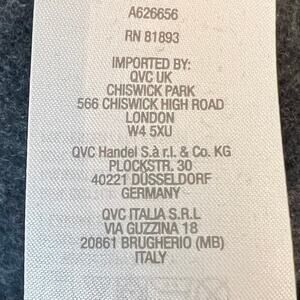 A626656
RN 81893
IMPORTED BY:
QVC UK
CHISWICK PARK
566 CHISWICK HIGH ROAD
LONDON
W4 5XU
QVC Handel S.à r.l. & Co. KG
PLOCKSTR. 30
40221 DÜSSELDORF
GERMANY
QVC ITALIA S.R.L
VIA GUZZINA 18
20861 BRUGHERIO (MB)
ITALY